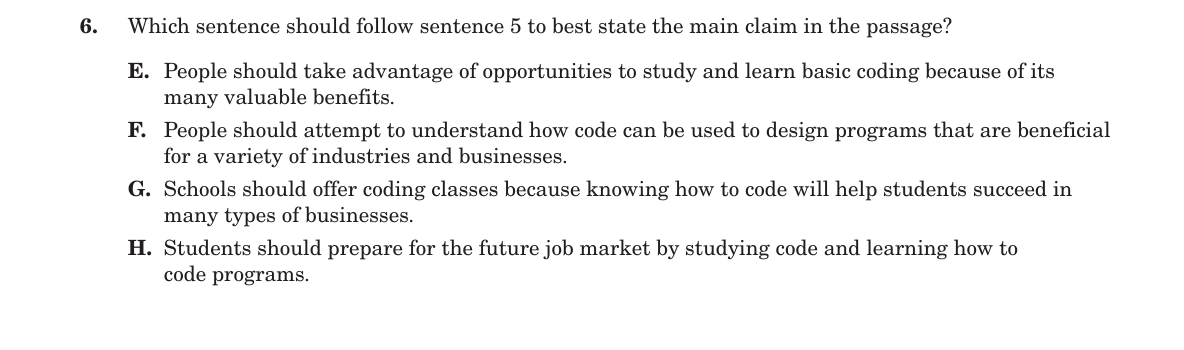 6. Which sentence should follow sentence 5 to best state the main claim in the passage?
E. People should take advantage of opportunities to study and learn basic coding because of its
many valuable benefits.
F. People should attempt to understand how code can be used to design programs that are beneficial
for a variety of industries and businesses.
G. Schools should offer coding classes because knowing how to code will help students succeed in
many types of businesses.
H. Students should prepare for the future job market by studying code and learning how to
code programs.